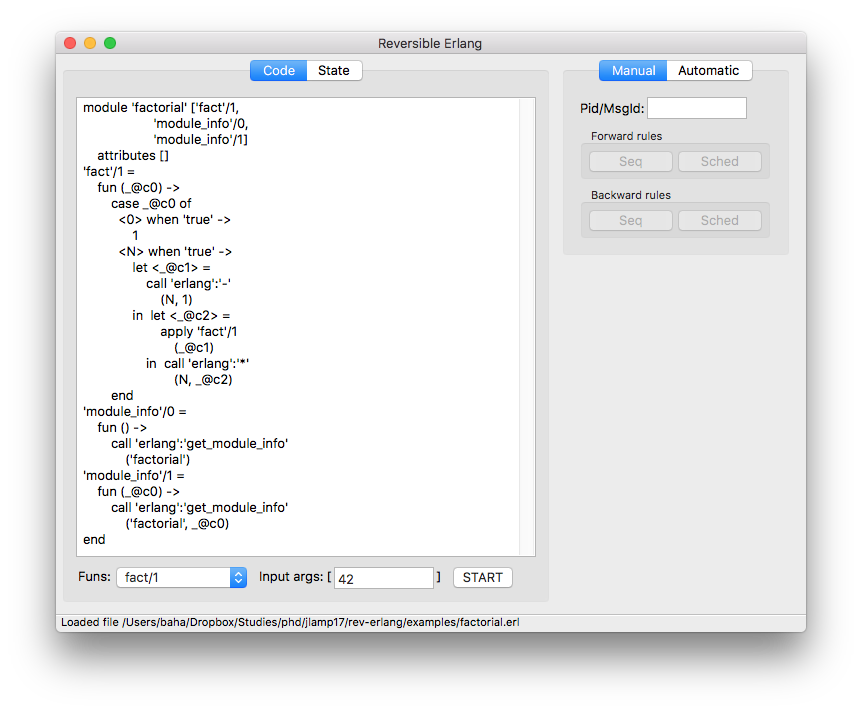 Reversible Erlang
Code State
Manual Automatic
module 'factorial' ['fact'/1,
'module_info'/0,
'module_info'/1]
attributes []
'fact'/1 =
fun (_@c0) ->
case _@c0 of
<0> when 'true' ->
1
<N> when 'true' ->
let <_@c1> =
call 'erlang':'-'
(N, 1)
in let <_@c2> =
apply 'fact'/1
(_@c1)
in call 'erlang':'*'
(N, _@c2)
end
'module_info'/0 =
fun () ->
call 'erlang':'get_module_info'
('factorial')
'module_info'/1 =
fun (_@c0) ->
call 'erlang':'get_module_info'
('factorial', _@c0)
end
Funs: fact/1 Input args: [ 42 ] START
Pid/MsgId:
Forward rules
Seq Sched
Backward rules
Seq Sched
Loaded file /Users/baha/Dropbox/Studies/phd/jlamp17/rev-erlang/examples/factorial.erl